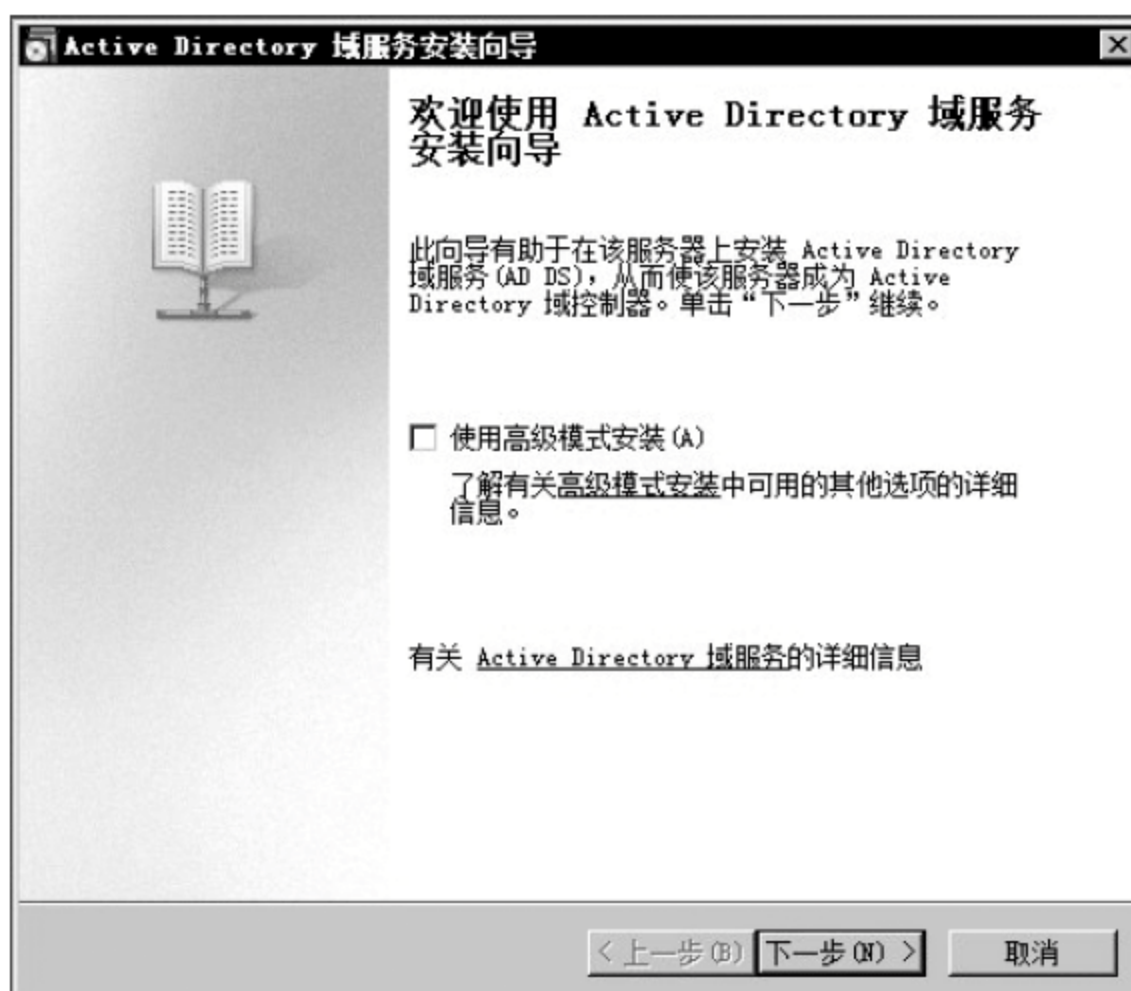 Active Directory 域服务安装向导
欢迎使用 Active Directory 域服务
安装向导
此向导有助于在该服务器上安装 Active Directory
域服务(AD DS)，从而使该服务器成为 Active
Directory 域控制器。单击“下一步”继续。
使用高级模式安装(A)
了解有关高级模式安装中可用的其他选项的详细
信息。
有关 Active Directory 域服务的详细信息
< 上一步(B) 下一步(N) > 取消